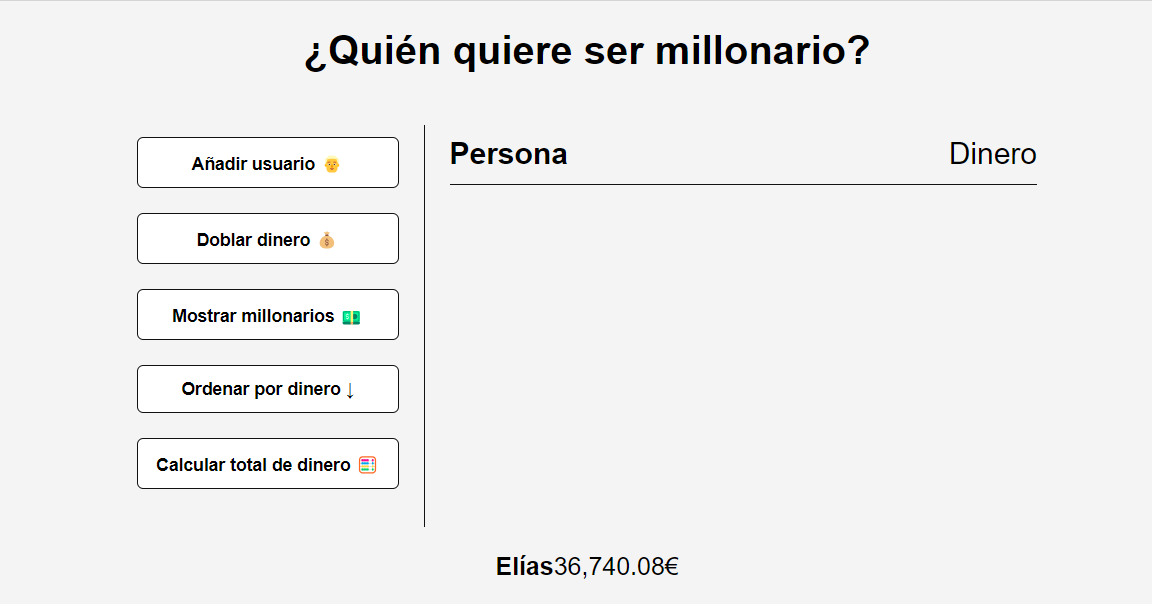 ¿Quién quiere ser millonario?
Añadir usuario 👨‍🦲
Doblar dinero 💰
Mostrar millonarios 💵
Ordenar por dinero ↓
Calcular total de dinero 🧮
Persona Dinero
Elías36,740.08€